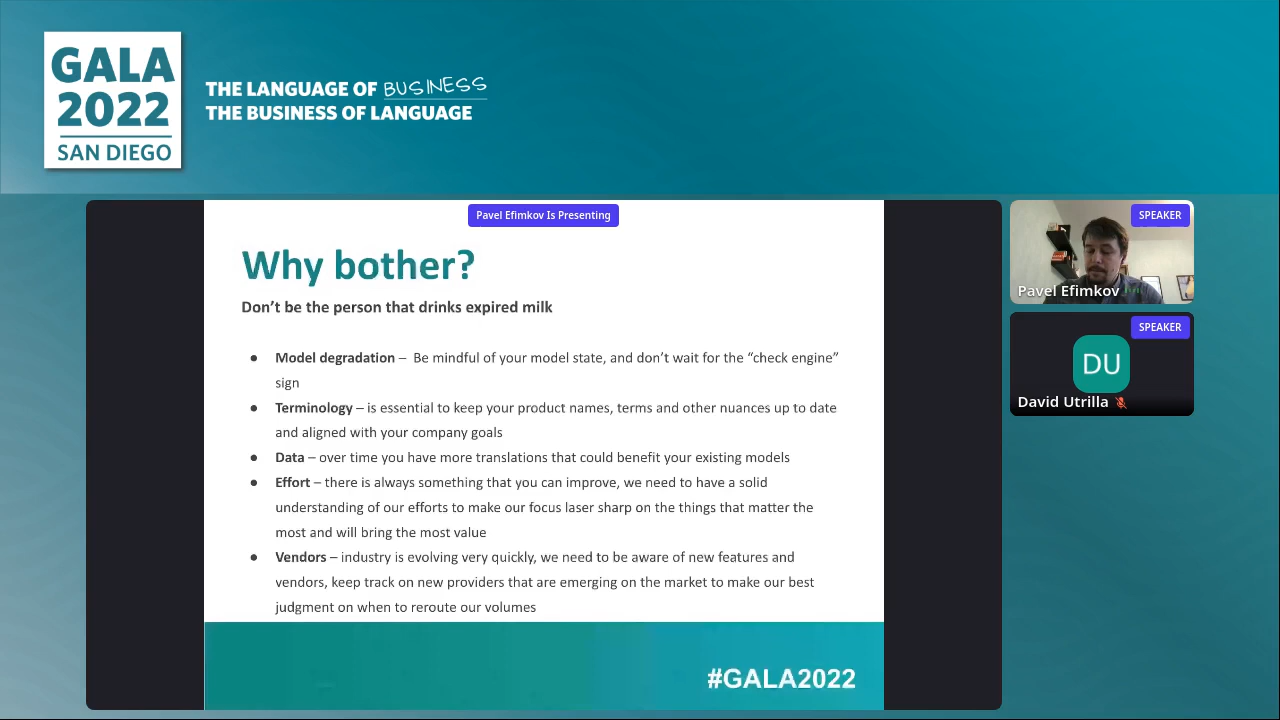 GALA
2022
SAN DIEGO
THE LANGUAGE OF BUSINESS
THE BUSINESS OF LANGUAGE
Pavel Efimkov Is Presenting
Why bother?
Don’t be the person that drinks expired milk
● Model degradation – Be mindful of your model state, and don’t wait for the “check engine”
sign
● Terminology – is essential to keep your product names, terms and other nuances up to date
and aligned with your company goals
● Data – over time you have more translations that could benefit your existing models
● Effort – there is always something that you can improve, we need to have a solid
understanding of our efforts to make our focus laser sharp on the things that matter the
most and will bring the most value
● Vendors – industry is evolving very quickly, we need to be aware of new features and
vendors, keep track on new providers that are emerging on the market to make our best
judgment on when to reroute our volumes
#GALA2022
SPEAKER
Pavel Efimkov
SPEAKER
DU
David Utrilla